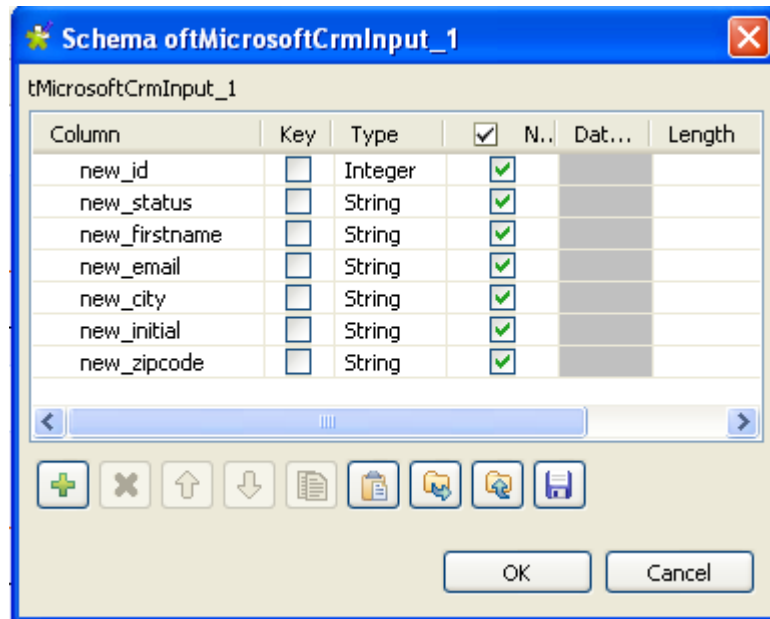 Schema oftMicrosoftCrmInput_1
tMicrosoftCrmInput_1
Column Key Type N.. Dat... Length
new_id Integer
new_status String
new_firstname String
new_email String
new_city String
new_initial String
new_zipcode String
OK Cancel